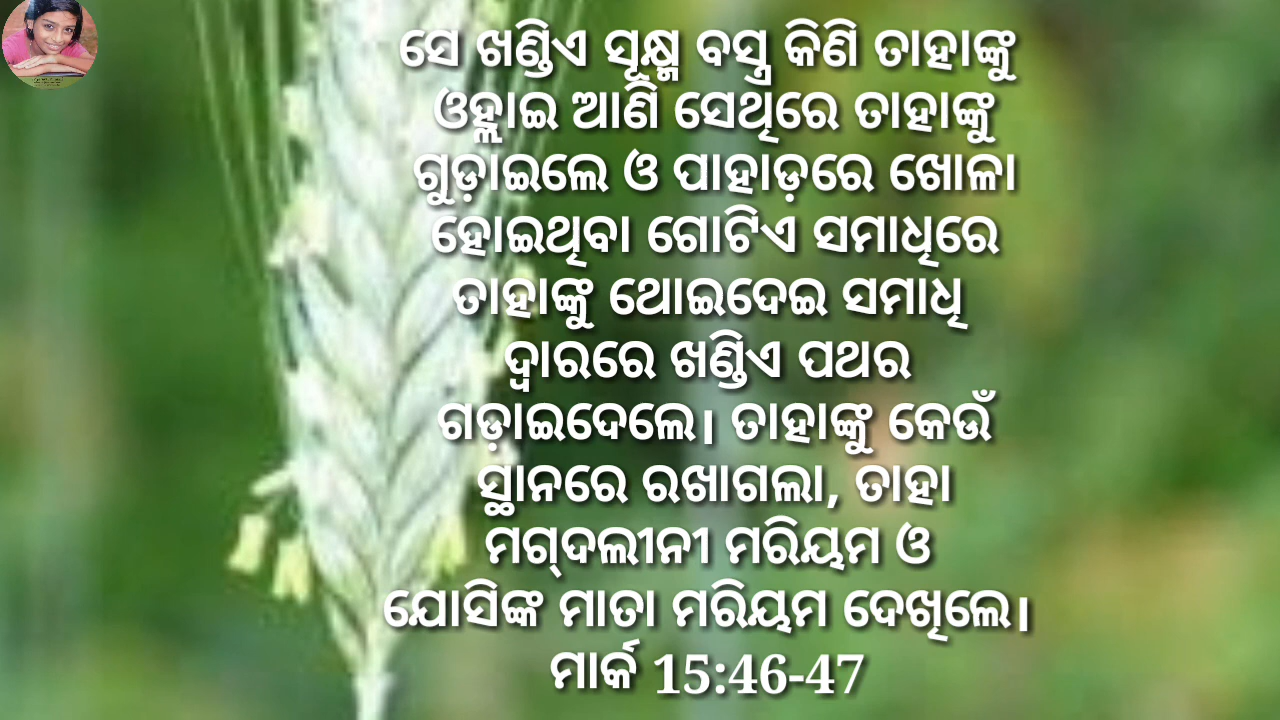 ସେ ଖଣ୍ଡିଏ ସୂକ୍ଷ୍ମ ବସ୍ତ୍ର କିଣି ତାହାଙ୍କୁ
ଓହ୍ଲାଇ ଆଣି ସେଥିରେ ତାହାଙ୍କୁ
ଗୁଡ଼ାଇଲେ ଓ ପାହାଡ଼ରେ ଖୋଳା
ହୋଇଥିବା ଗୋଟିଏ ସମାଧିରେ
ତାହାଙ୍କୁ ଥୋଇଦେଇ ସମାଧି
ଦ୍ୱାରରେ ଖଣ୍ଡିଏ ପଥର
ଗଡ଼ାଇଦେଲେ। ତାହାଙ୍କୁ କେଉଁ
ସ୍ଥାନରେ ରଖାଗଲା, ତାହା
ମଗ୍‌ଦଲୀନୀ ମରିୟମ ଓ
ଯୋସିଙ୍କ ମାତା ମରିୟମ ଦେଖିଲେ।
ମାର୍କ 15:46-47